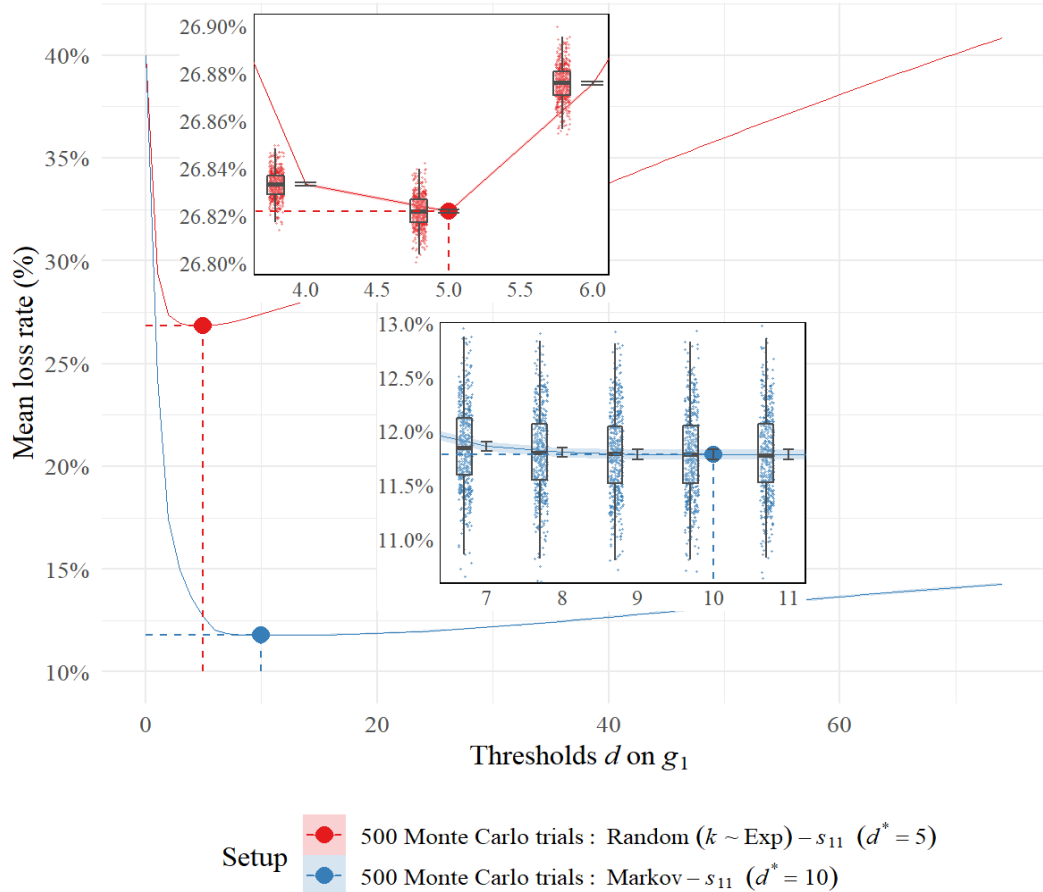 Mean loss rate (%)
40%
35%
30%
25%
20%
15%
10%
26.90%
26.88%
26.86%
26.84%
26.82%
26.80%
4.0 4.5 5.0 5.5 6.0
13.0%
12.5%
12.0%
11.5%
11.0%
7 8 9 10 11
0 20 40 60
Thresholds d on g₁
Setup
500 Monte Carlo trials : Random (k ~ Exp) − s₁₁ (d* = 5)
500 Monte Carlo trials : Markov − s₁₁ (d* = 10)